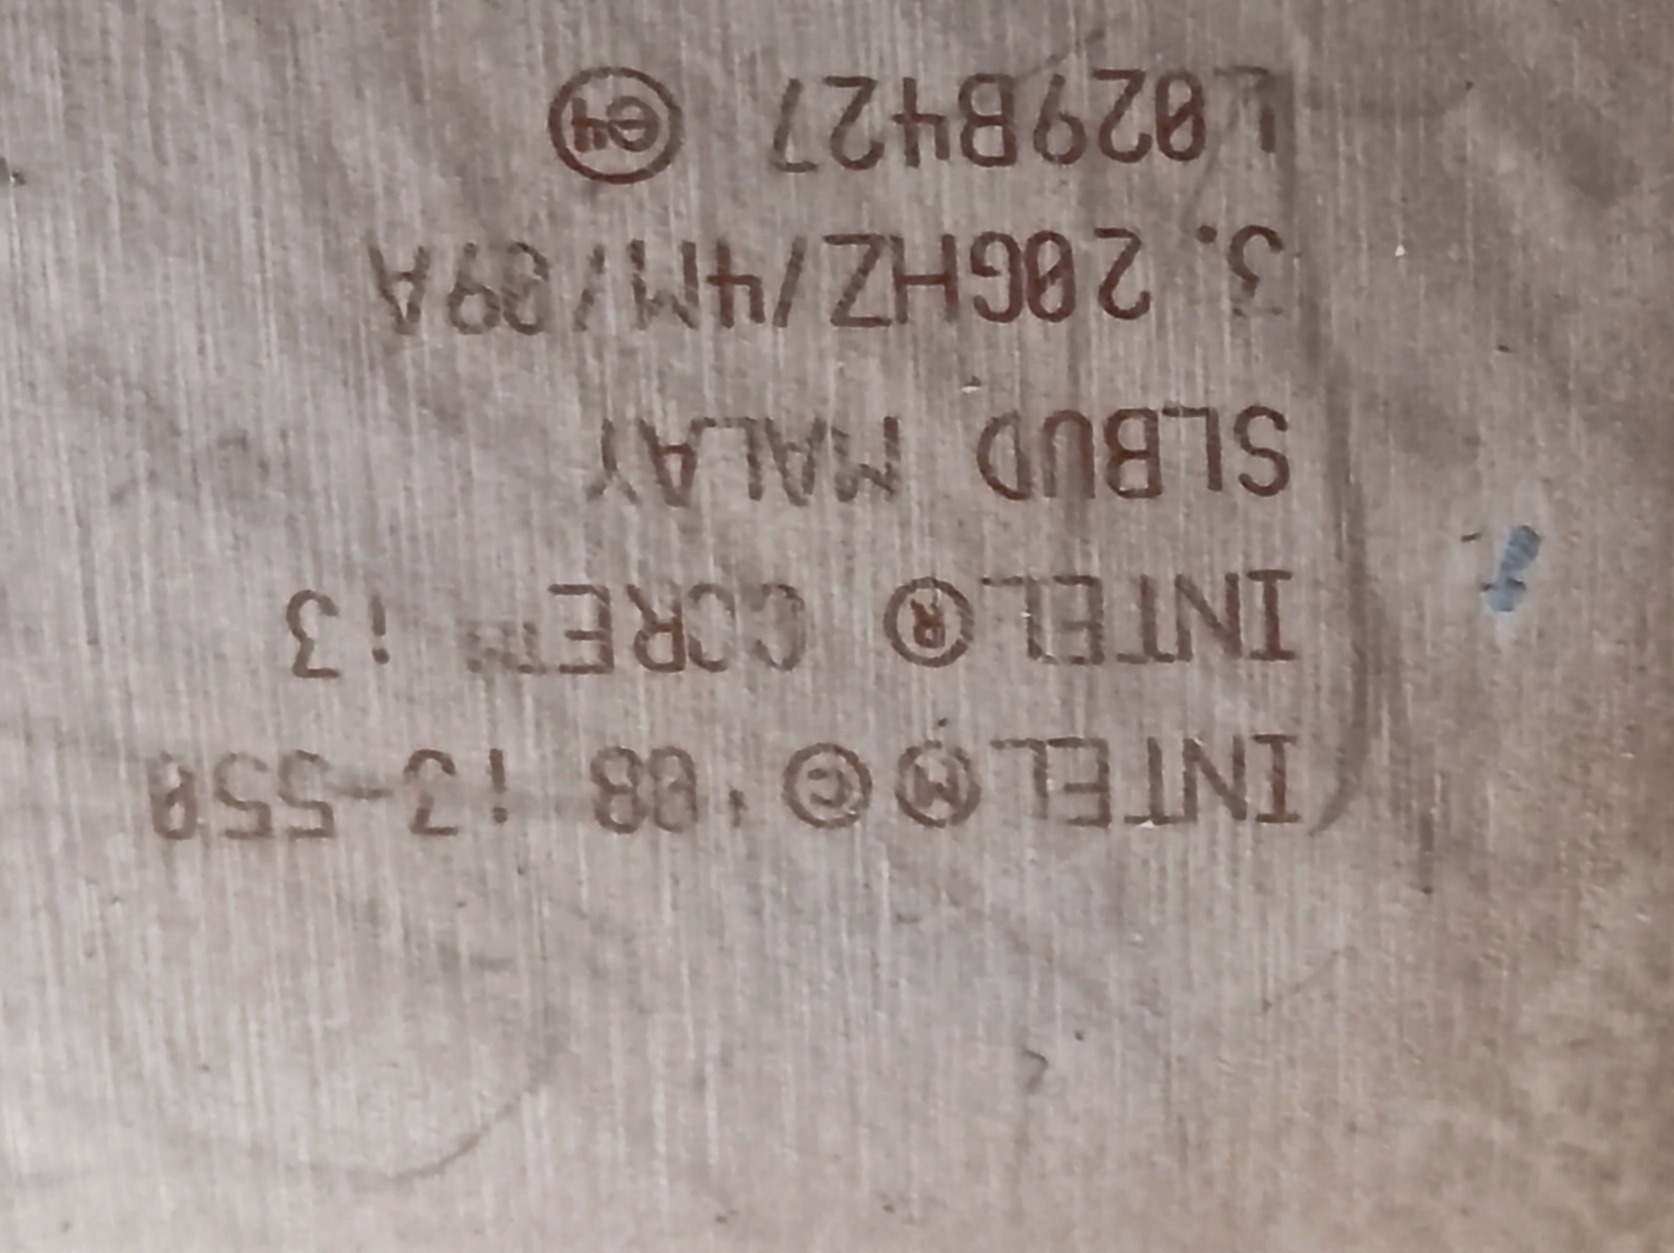 INTEL Ⓜ © '08 i3-550
INTEL ® CORE™ i3
SLBUD MALAY
3.20GHZ/4M/09A
L029B427 ⓔ4